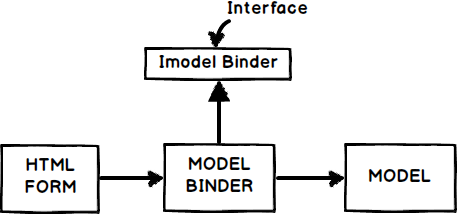 Interface
Imodel Binder
HTML
FORM
MODEL
BINDER
MODEL